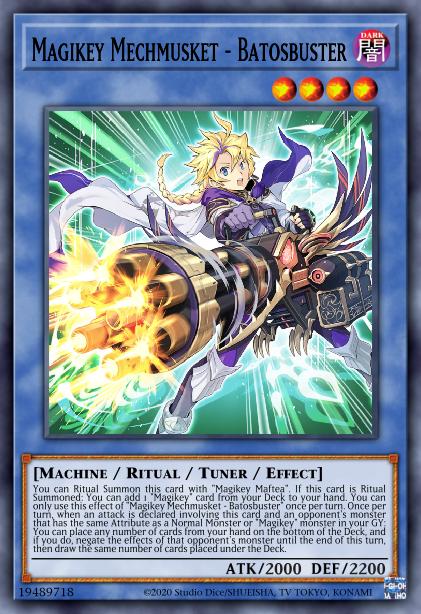 Magikey Mechmusket - Batosbuster
DARK
闇
[Machine / Ritual / Tuner / Effect]
You can Ritual Summon this card with "Magikey Maftea". If this is Ritual
Summoned: You can add 1 "Magikey" card from your Deck to your hand. You can
only use this effect of "Magikey Mechmusket - Batosbuster" once per turn. Once per
turn, when an attack is declared involving this card and an opponent's monster
that has the same Attribute as a Normal Monster or "Magikey" monster in your GY:
You can place any number of cards from your hand on the bottom of the Deck, and
if you do, negate the effects of that opponent's monster until the end of this turn,
then draw the same number of cards placed under the Deck.
ATK/2000 DEF/2200
19489718
©2020 Studio Dice/SHUEISHA, TV TOKYO, KONAMI